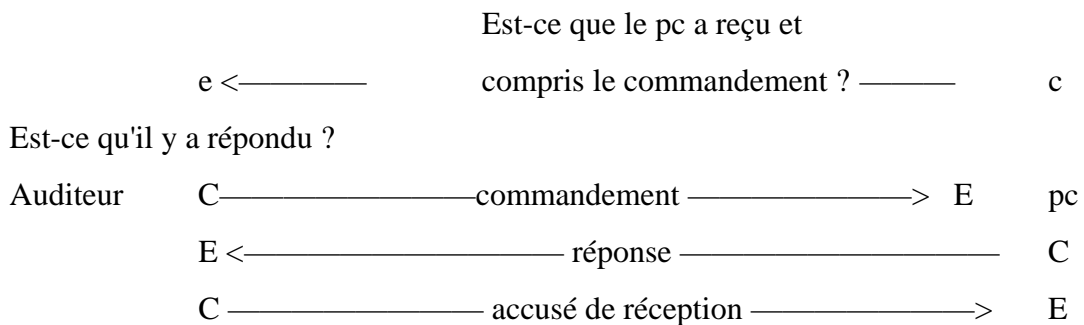 Est-ce que le pc a reçu et
e <———— compris le commandement ? ——— c
Est-ce qu'il y a répondu ?
Auditeur C————————commandement ———————> E pc
E <—————————— réponse —————————— C
C ———————— accusé de réception ———————> E